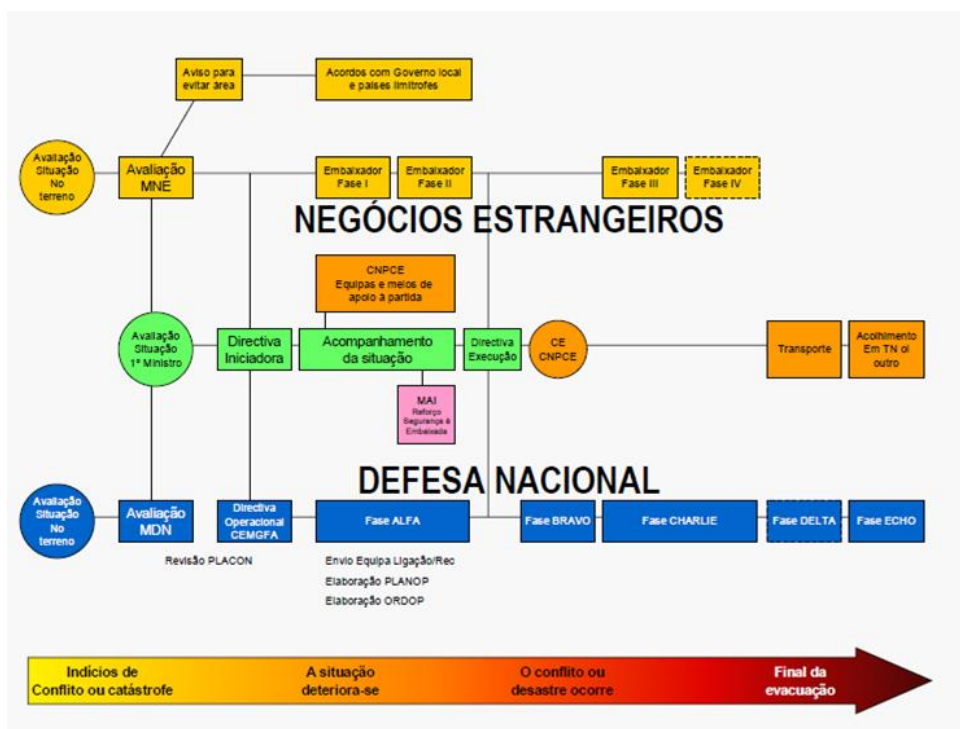 Aviso para
evitar área
Acordos com Governo local
e países limítrofes
Avaliação
Situação
No
terreno
Avaliação
MNE
Embaixador
Fase I
Embaixador
Fase II
Embaixador
Fase III
Embaixador
Fase IV
NEGÓCIOS ESTRANGEIROS
CNPCE
Equipas e meios de
apoio à partida
Avaliação
Situação
1º Ministro
Directiva
Iniciadora
Acompanhamento
da situação
Directiva
Execução
CE
CNPCE
Transporte
Acolhimento
Em TN ol
outro
MAI
Reforço
Segurança à
Embaixada
DEFESA NACIONAL
Avaliação
Situação
No
terreno
Avaliação
MDN
Directiva
Operacional
CEMGFA
Fase ALFA
Fase BRAVO
Fase CHARLIE
Fase DELTA
Fase ECHO
Revisão PLACON
Envio Equipa Ligação/Rec
Elaboração PLANOP
Elaboração ORDOP
Indícios de
Conflito ou catástrofe
A situação
deteriora-se
O conflito ou
desastre ocorre
Final da
evacuação